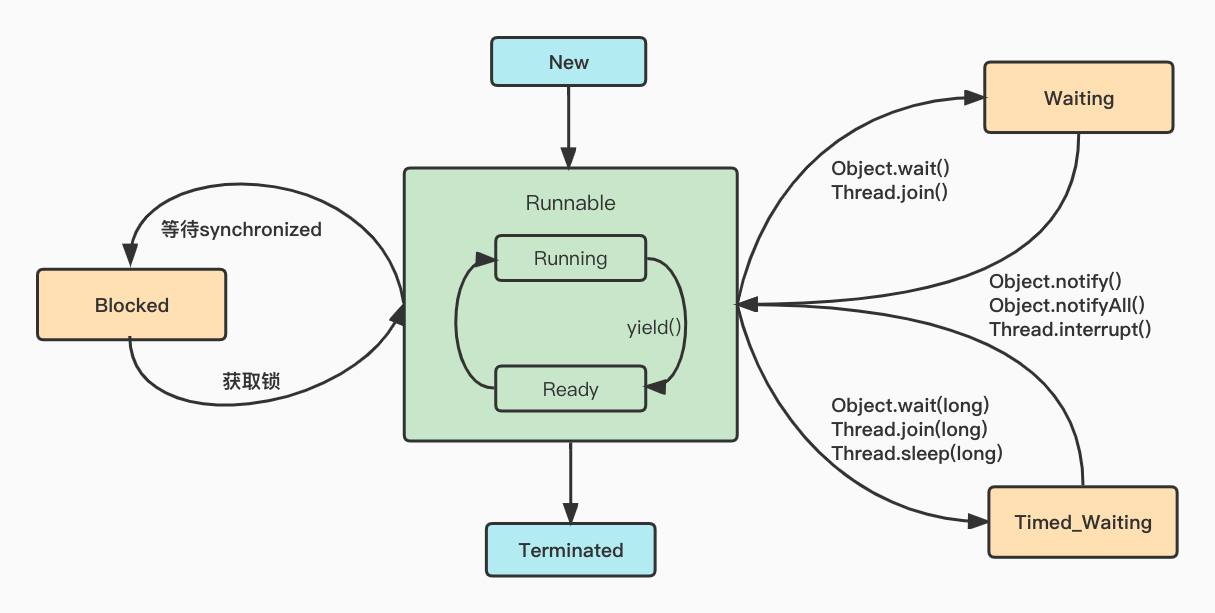 New
Waiting
Object.wait()
Thread.join()
Runnable
等待synchronized
Running
Blocked
Object.notify()
Object.notifyAll()
Thread.interrupt()
yield()
获取锁
Ready
Object.wait(long)
Thread.join(long)
Thread.sleep(long)
Timed_Waiting
Terminated